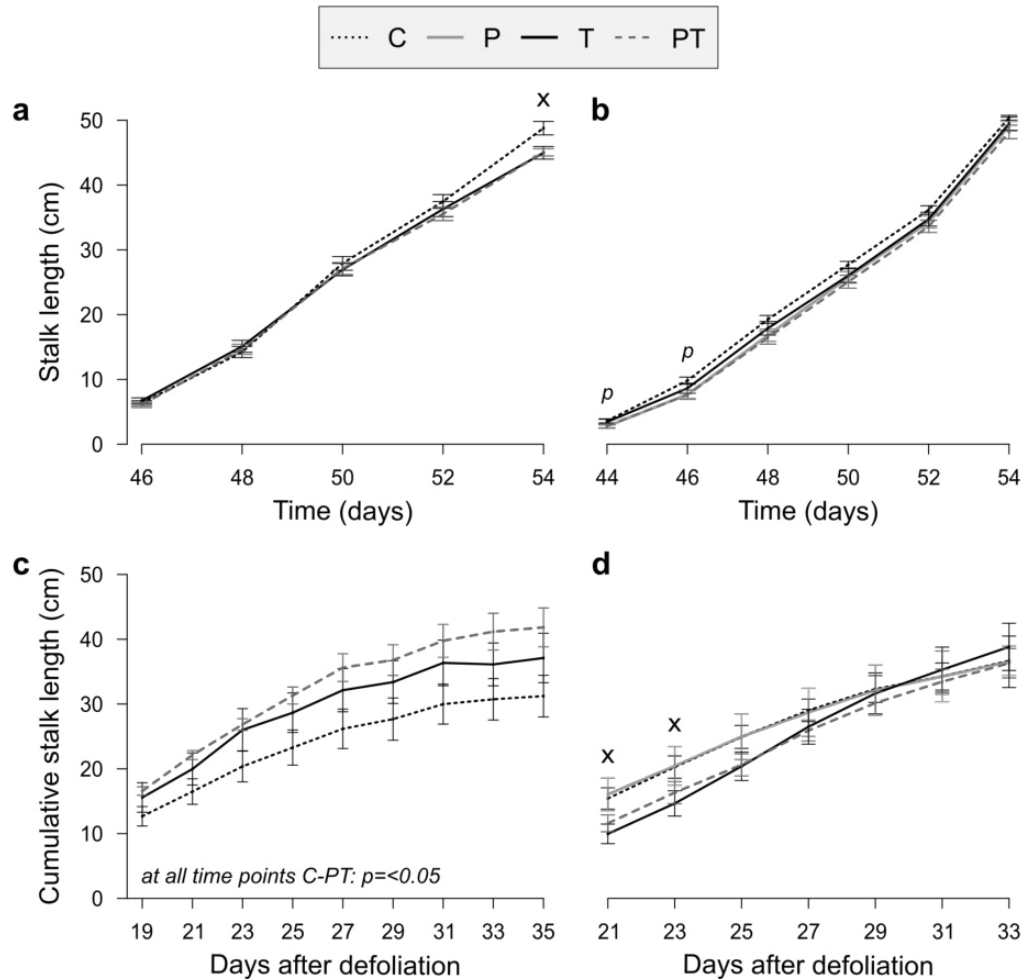 C P T PT
a
x
Stalk length (cm)
50
40
30
20
10
0
46 48 50 52 54
Time (days)
b
p
p
44 46 48 50 52 54
Time (days)
c
Cumulative stalk length (cm)
50
40
30
20
10
0
at all time points C-PT: p=<0.05
19 21 23 25 27 29 31 33 35
Days after defoliation
d
x
x
21 23 25 27 29 31 33
Days after defoliation